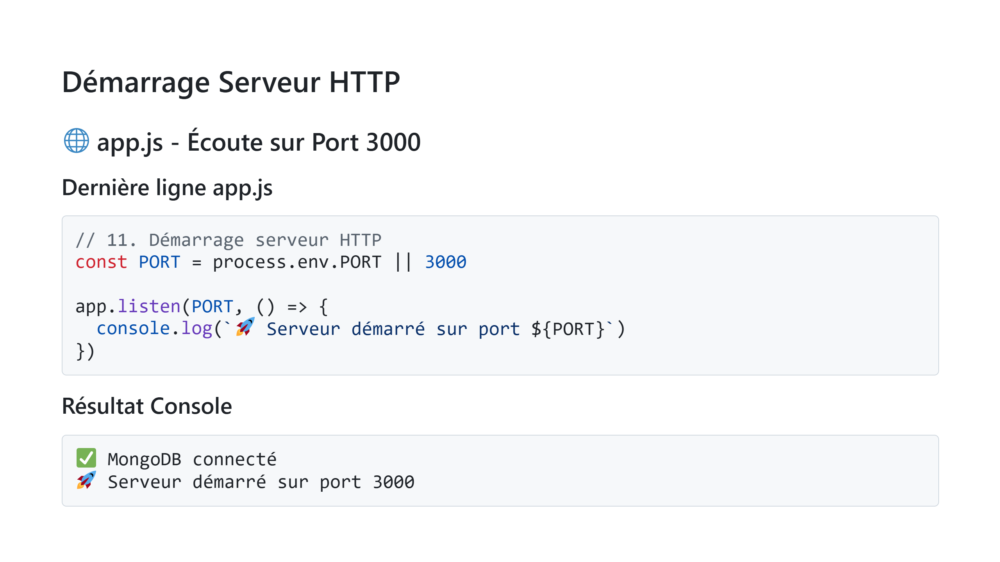 Démarrage Serveur HTTP
🌐 app.js - Écoute sur Port 3000
Dernière ligne app.js
// 11. Démarrage serveur HTTP
const PORT = process.env.PORT || 3000

app.listen(PORT, () => {
  console.log(`🚀 Serveur démarré sur port ${PORT}`)
})
Résultat Console
✅ MongoDB connecté
🚀 Serveur démarré sur port 3000